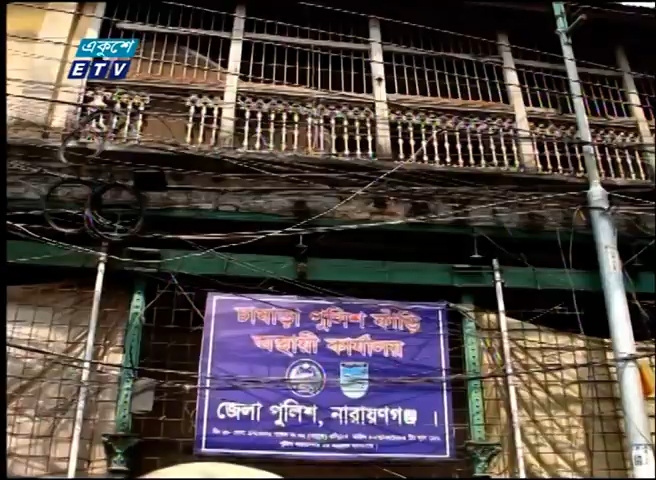 একুশে
ETV
চাষাড়া পুলিশ ফাঁড়ি
অস্থায়ী কার্যালয়
জেলা পুলিশ, নারায়ণগঞ্জ।